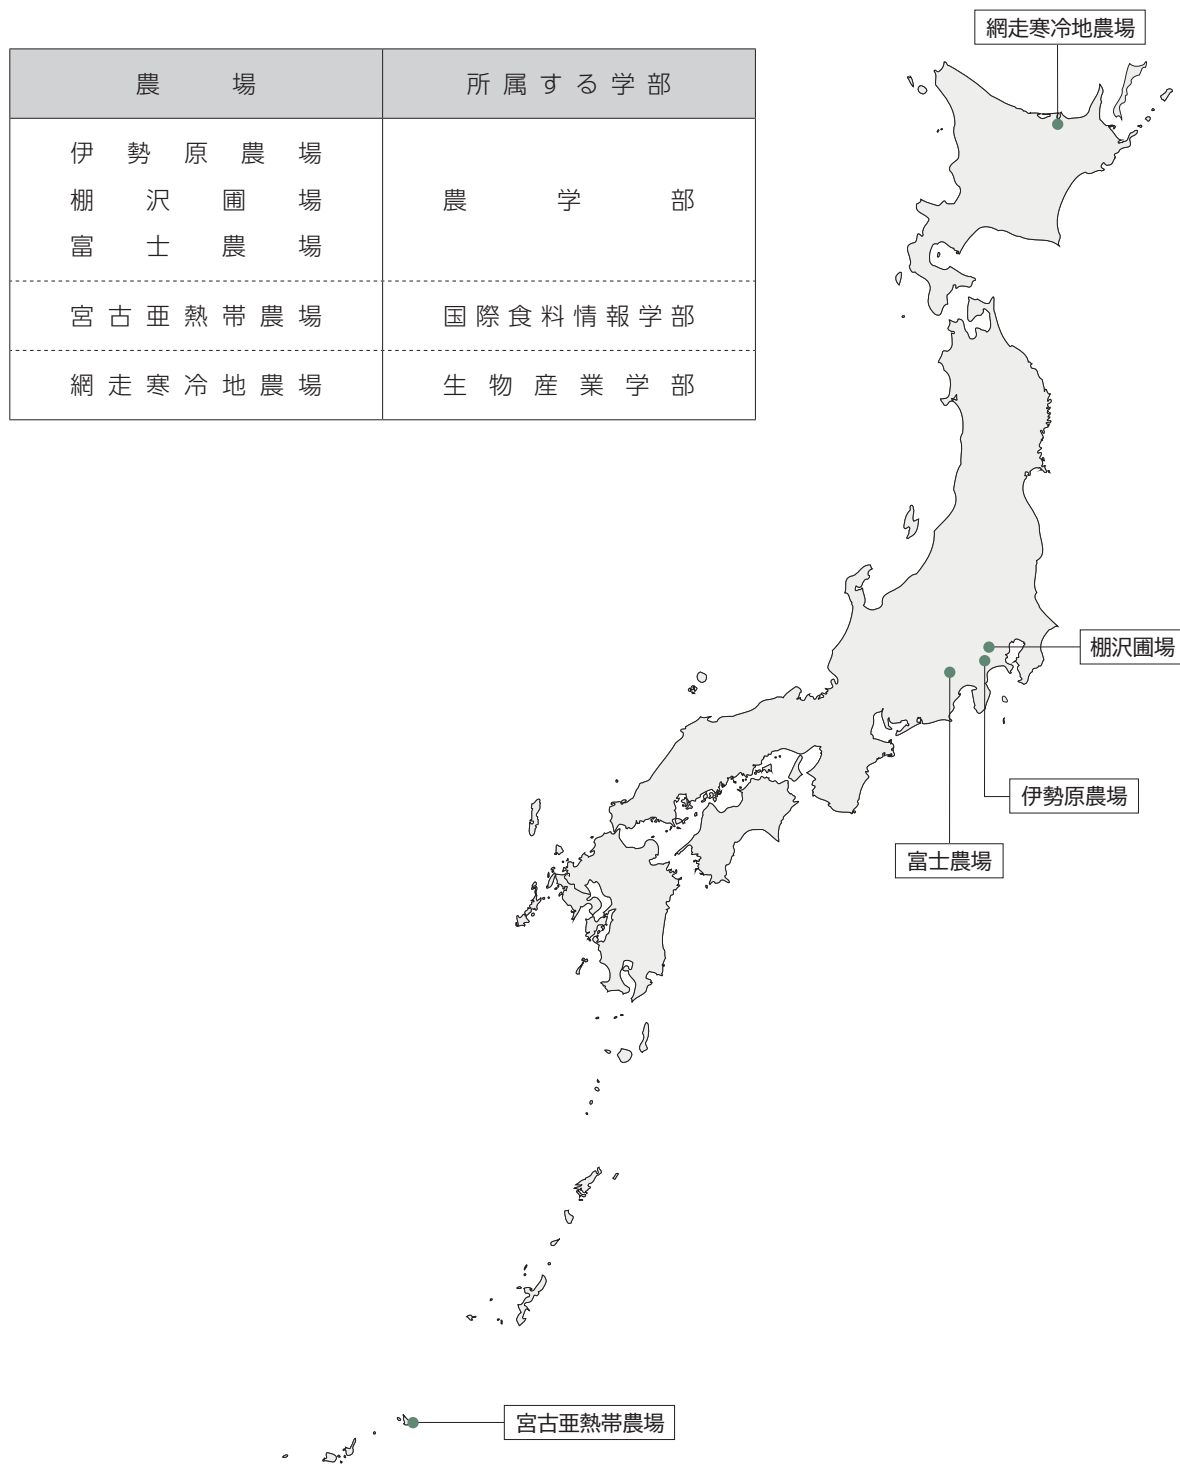 網走寒冷地農場
農場 所属する学部
伊勢原農場
棚沢圃場 農学部
富士農場
宮古亜熱帯農場 国際食料情報学部
網走寒冷地農場 生物産業学部
棚沢圃場
伊勢原農場
富士農場
宮古亜熱帯農場